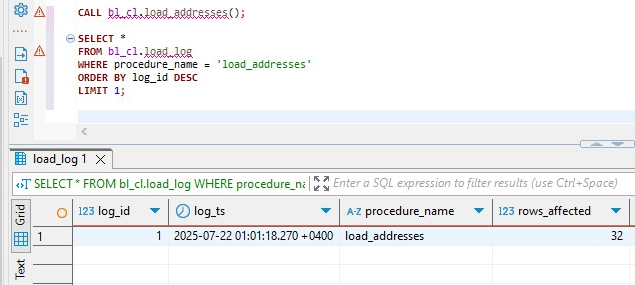 CALL bl_cl.load_addresses();
SELECT *
FROM bl_cl.load_log
WHERE procedure_name = 'load_addresses'
ORDER BY log_id DESC
LIMIT 1;
load_log 1
SELECT * FROM bl_cl.load_log WHERE procedure_na Enter a SQL expression to filter results (use Ctrl+Space)
Grid
Text
123 log_id log_ts A-Z procedure_name 123 rows_affected
1 1 2025-07-22 01:01:18.270 +0400 load_addresses 32